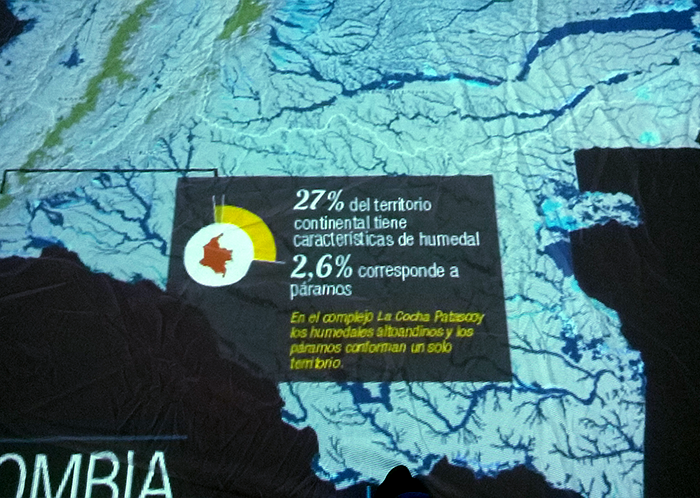 27% del territorio
continental tiene
características de humedal
2,6% corresponde a
páramos
En el complejo La Cocha Patascoy
los humedales altoandinos y los
páramos conforman un solo
territorio.
OMBIA